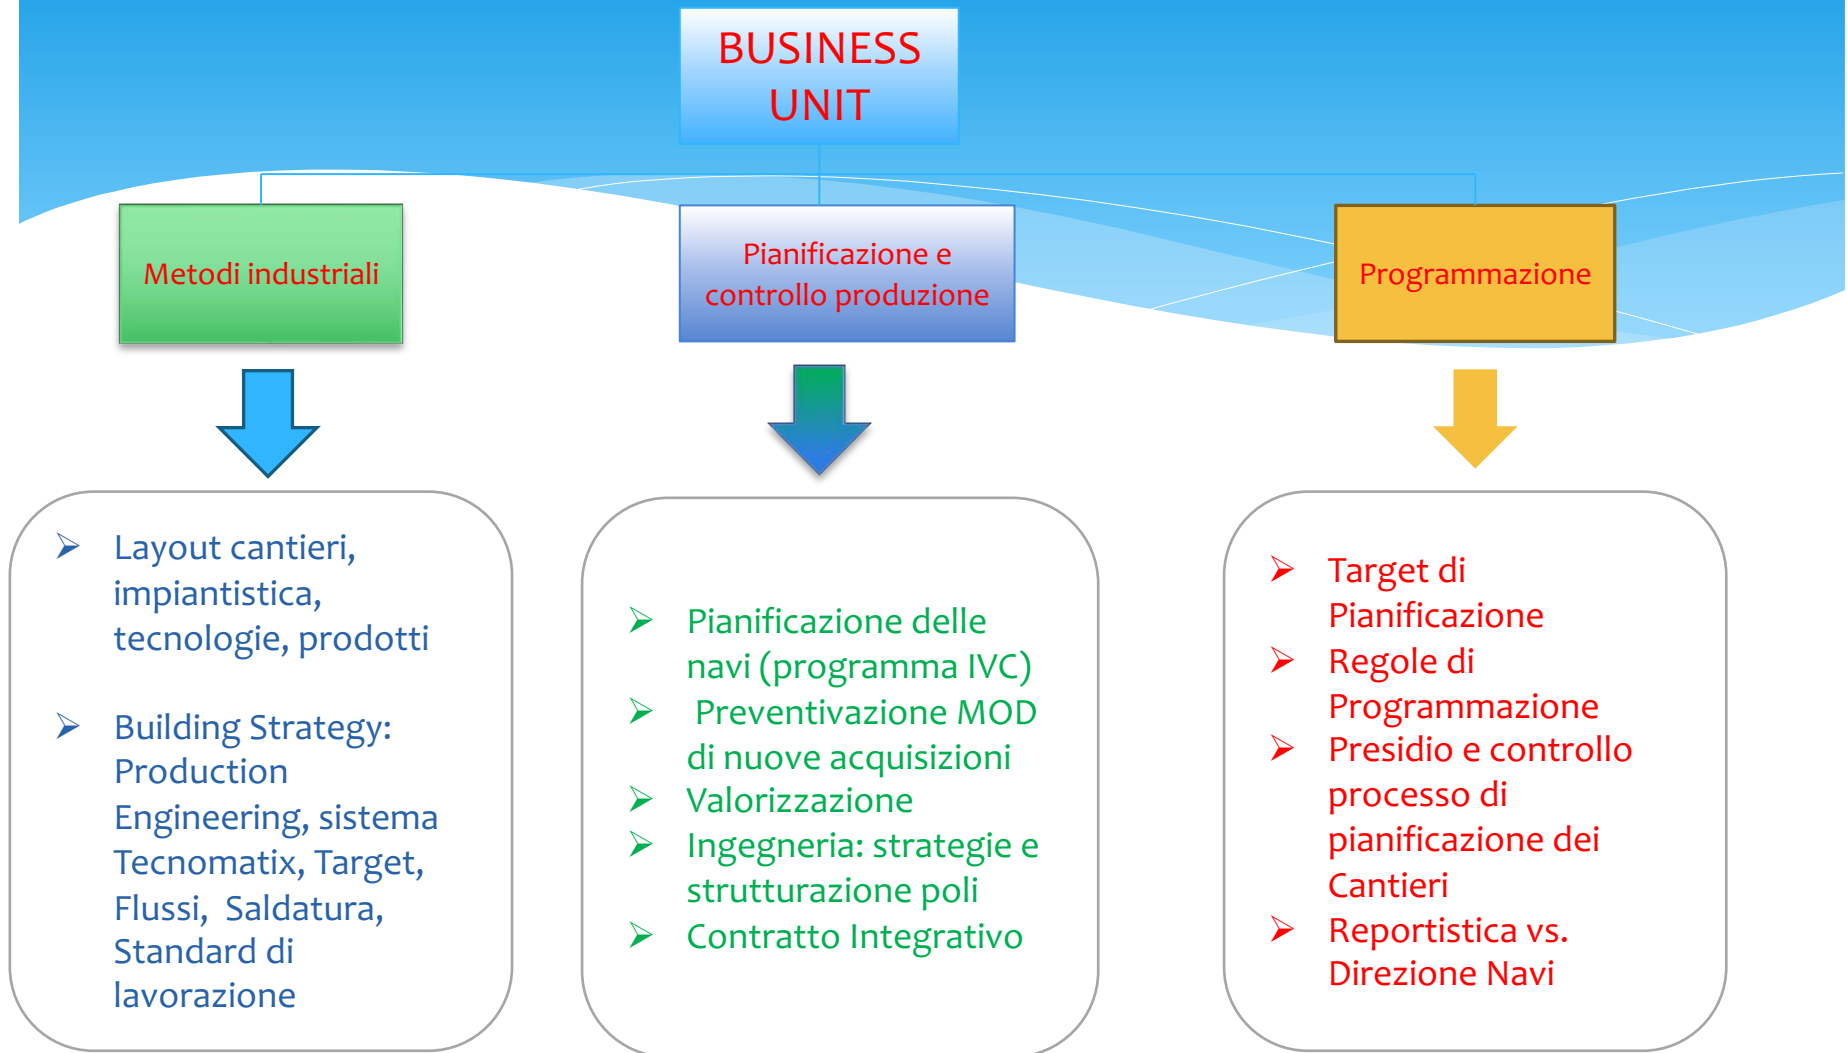 BUSINESS
UNIT
Metodi industriali
Pianificazione e
controllo produzione
Programmazione
➢ Layout cantieri,
impiantistica,
tecnologie, prodotti
➢ Building Strategy:
Production
Engineering, sistema
Tecnomatix, Target,
Flussi, Saldatura,
Standard di
lavorazione
➢ Pianificazione delle
navi (programma IVC)
➢ Preventivazione MOD
di nuove acquisizioni
➢ Valorizzazione
➢ Ingegneria: strategie e
strutturazione poli
➢ Contratto Integrativo
➢ Target di
Pianificazione
➢ Regole di
Programmazione
➢ Presidio e controllo
processo di
pianificazione dei
Cantieri
➢ Reportistica vs.
Direzione Navi